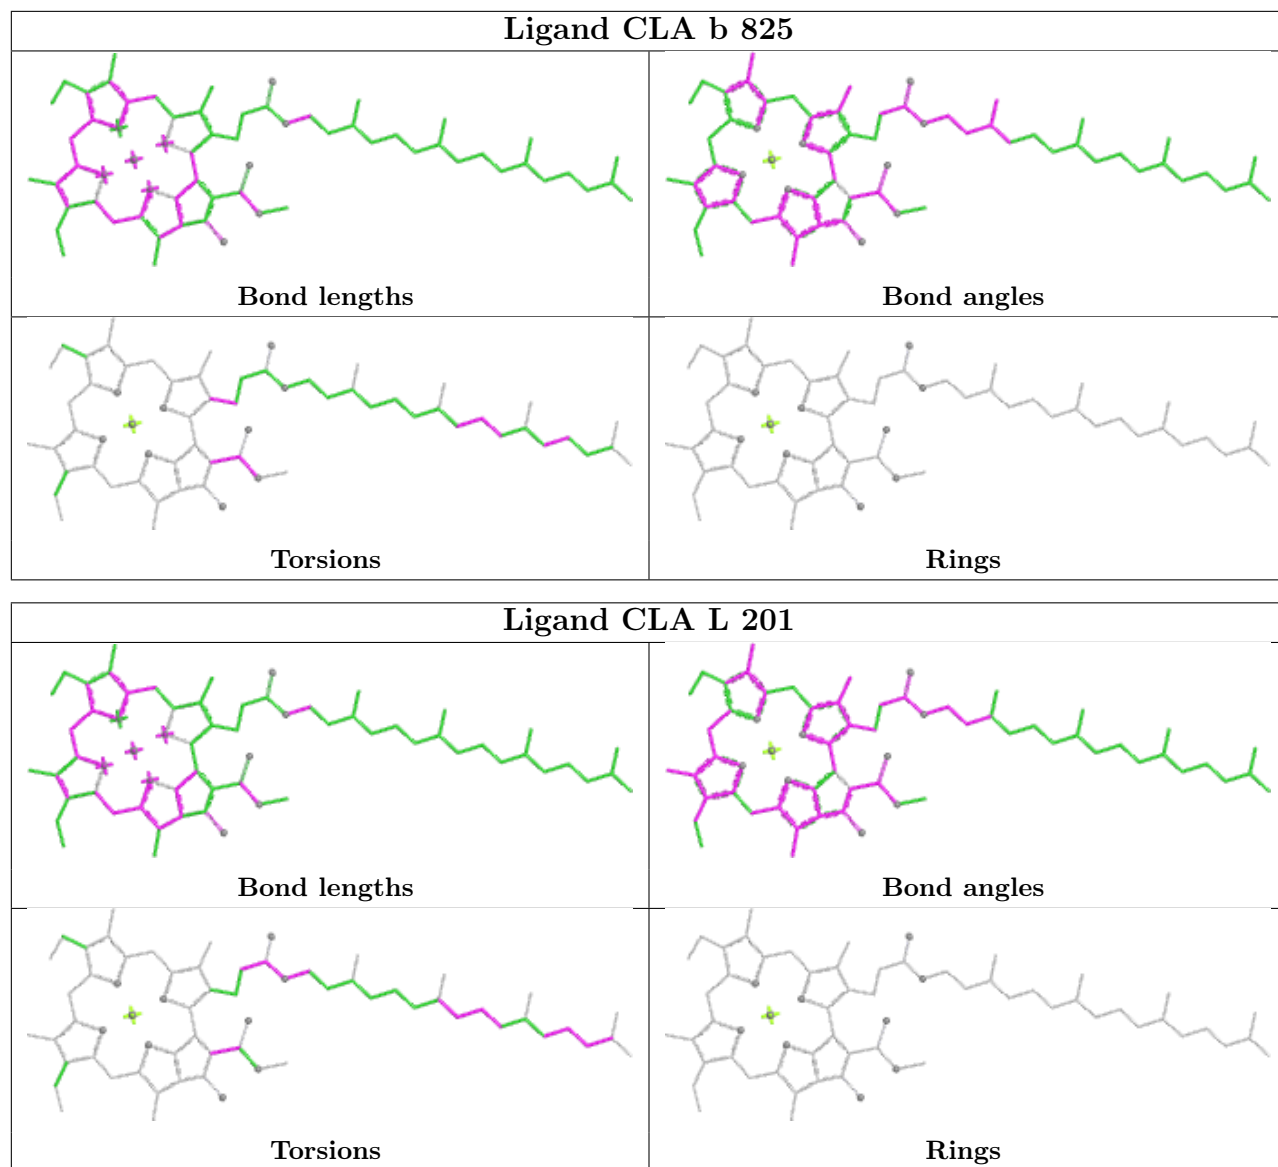 Ligand CLA b 825
Bond lengths
Bond angles
Torsions
Rings
Ligand CLA L 201
Bond lengths
Bond angles
Torsions
Rings